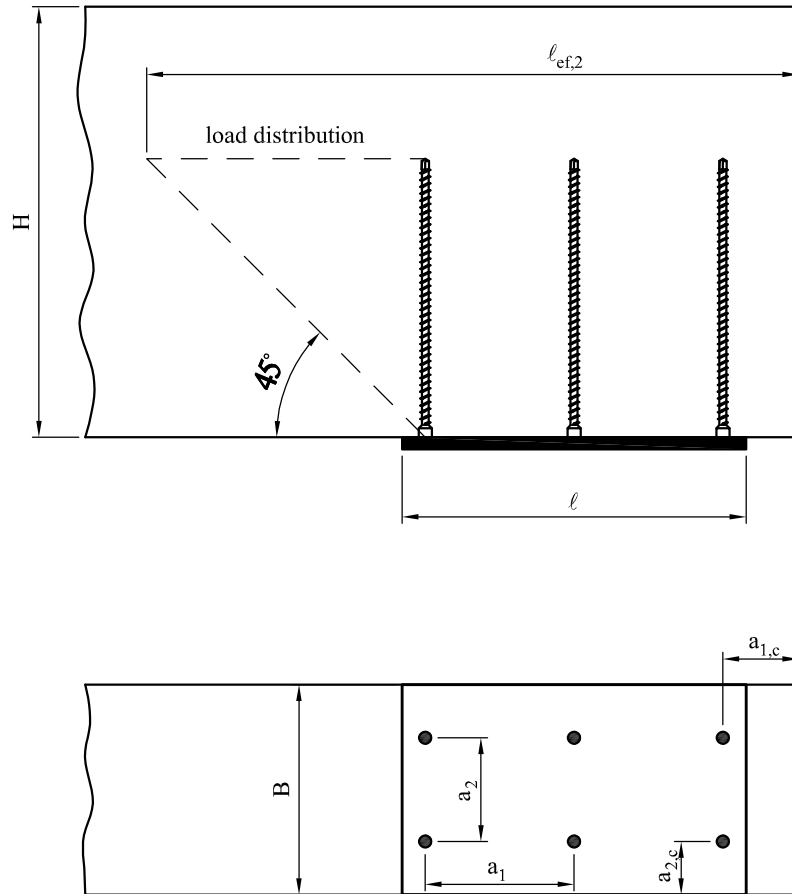 ℓef,2
load distribution
H
45°
ℓ
a1,c
B
a2
a2,c
a1